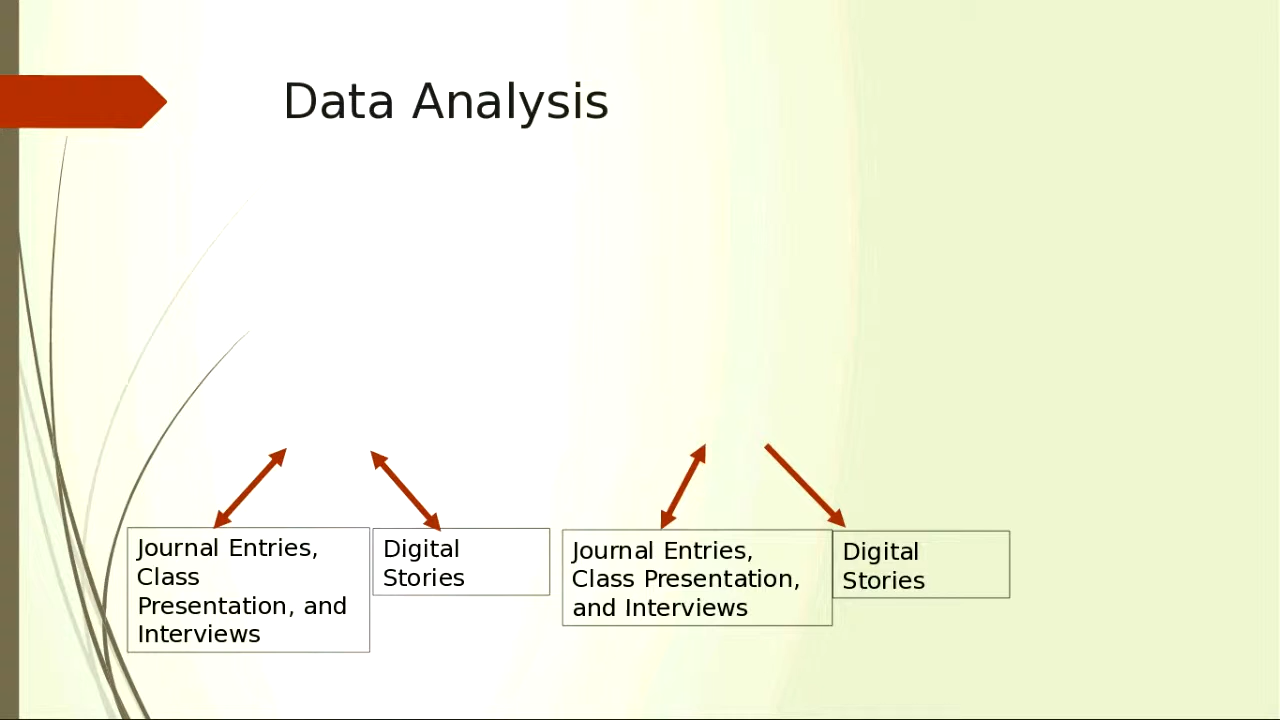 Data Analysis
Journal Entries,
Class
Presentation, and
Interviews
Digital
Stories
Journal Entries,
Class Presentation,
and Interviews
Digital
Stories